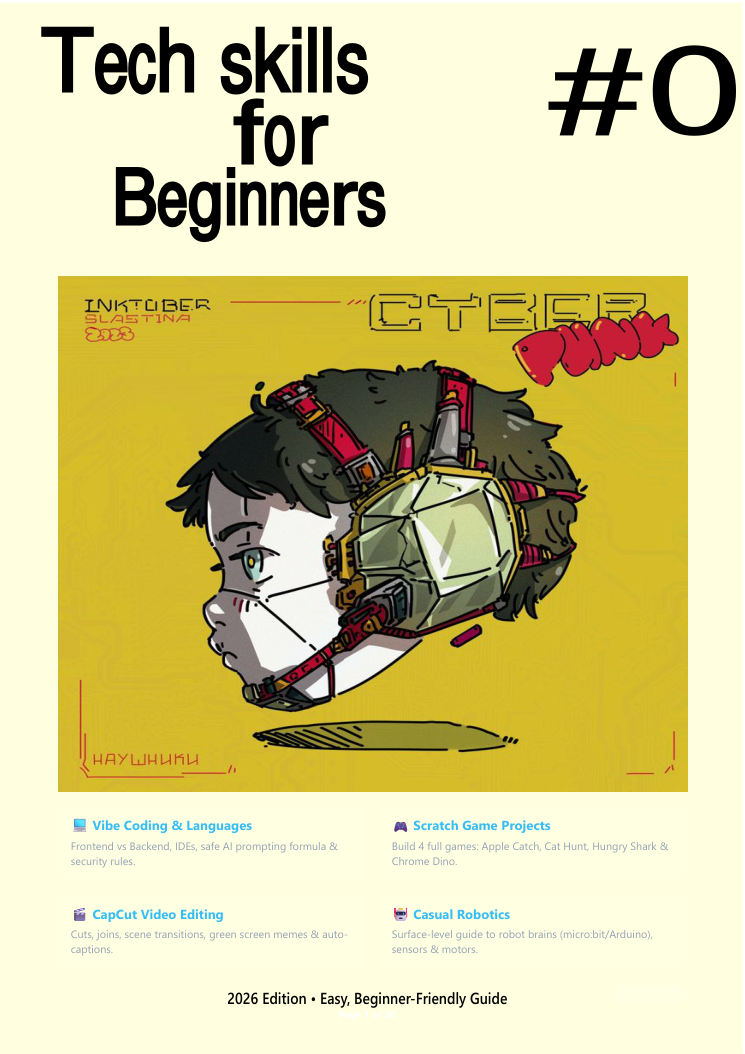 Tech skills
for
Beginners
#0
INKTOBER
SLASTINA
2023
CYBER
PUNK
НАУШНИКИ
Vibe Coding & Languages
Frontend vs Backend, IDEs, safe AI prompting formula &
security rules.
Scratch Game Projects
Build 4 full games: Apple Catch, Cat Hunt, Hungry Shark &
Chrome Dino.
CapCut Video Editing
Cuts, joins, scene transitions, green screen memes & auto-
captions.
Casual Robotics
Surface-level guide to robot brains (micro:bit/Arduino),
sensors & motors.
2026 Edition • Easy, Beginner-Friendly Guide